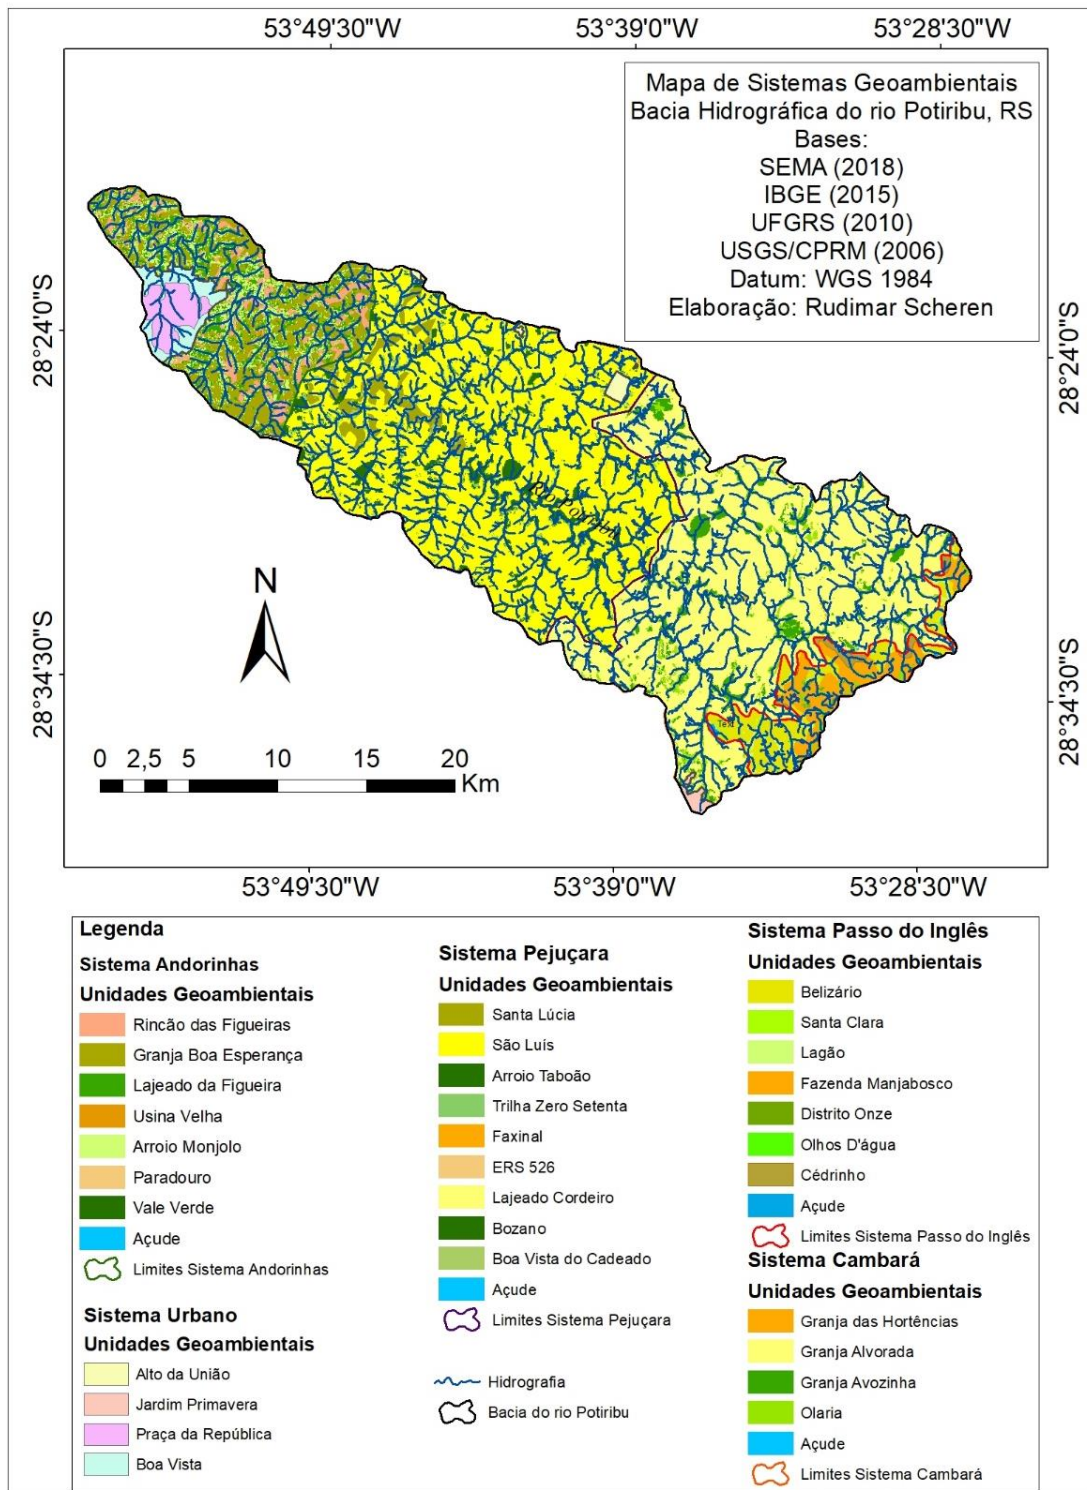 53°49'30"W
53°39'0"W
53°28'30"W
Mapa de Sistemas Geoambientais
Bacia Hidrográfica do rio Potiribu, RS
Bases:
SEMA (2018)
IBGE (2015)
UFGRS (2010)
USGS/CPRM (2006)
Datum: WGS 1984
Elaboração: Rudimar Scheren
28°24'0"S
28°24'0"S
Rio Potiribu
N
28°34'30"S
28°34'30"S
Text
0 2,5 5 10 15 20
Km
53°49'30"W
53°39'0"W
53°28'30"W
Legenda
Sistema Andorinhas
Unidades Geoambientais
Rincão das Figueiras
Granja Boa Esperança
Lajeado da Figueira
Usina Velha
Arroio Monjolo
Paradouro
Vale Verde
Açude
Limites Sistema Andorinhas
Sistema Urbano
Unidades Geoambientais
Alto da União
Jardim Primavera
Praça da República
Boa Vista
Sistema Pejuçara
Unidades Geoambientais
Santa Lúcia
São Luís
Arroio Taboão
Trilha Zero Setenta
Faxinal
ERS 526
Lajeado Cordeiro
Bozano
Boa Vista do Cadeado
Açude
Limites Sistema Pejuçara
Hidrografia
Bacia do rio Potiribu
Sistema Passo do Inglês
Unidades Geoambientais
Belizário
Santa Clara
Lagão
Fazenda Manjabosco
Distrito Onze
Olhos D'água
Cédrinho
Açude
Limites Sistema Passo do Inglês
Sistema Cambará
Unidades Geoambientais
Granja das Hortências
Granja Alvorada
Granja Avozinha
Olaria
Açude
Limites Sistema Cambará